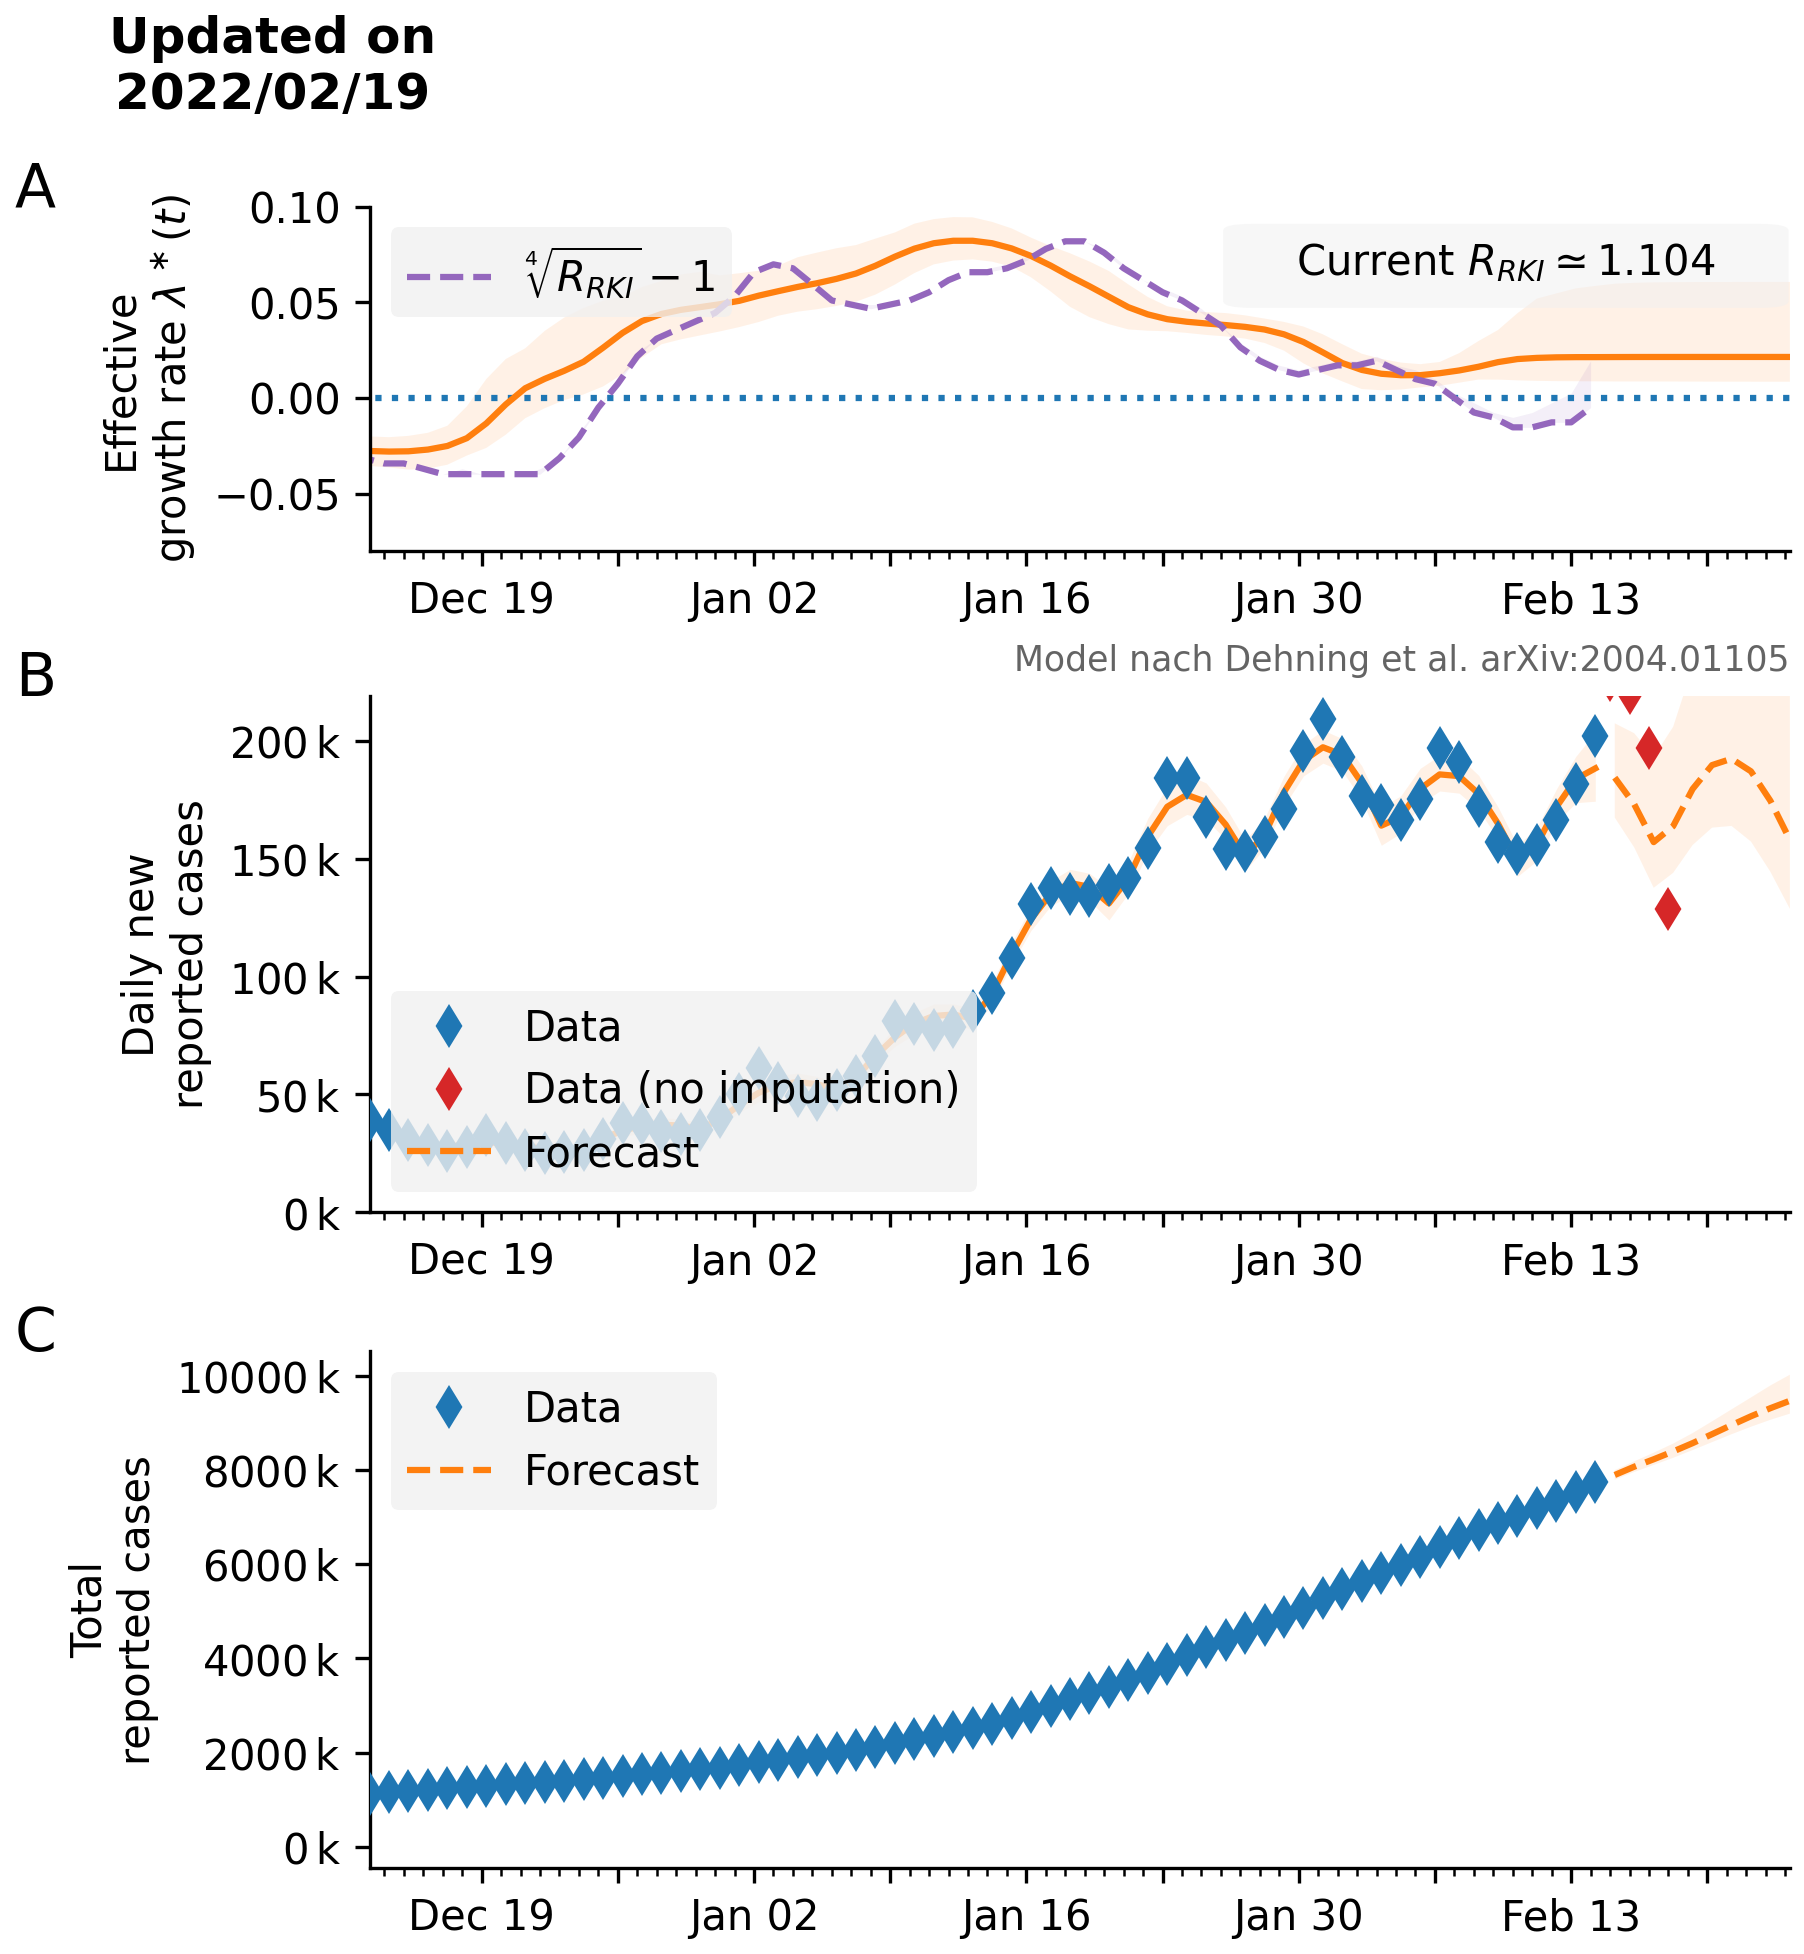 Updated on
2022/02/19
A
Effective
growth rate λ * (t)
0.10
0.05
0.00
−0.05
∜R_RKI − 1
Current R_RKI ≃ 1.104
Dec 19
Jan 02
Jan 16
Jan 30
Feb 13
Model nach Dehning et al. arXiv:2004.01105
B
Daily new
reported cases
200 k
150 k
100 k
50 k
0 k
Data
Data (no imputation)
Forecast
Dec 19
Jan 02
Jan 16
Jan 30
Feb 13
C
Total
reported cases
10000 k
8000 k
6000 k
4000 k
2000 k
0 k
Data
Forecast
Dec 19
Jan 02
Jan 16
Jan 30
Feb 13